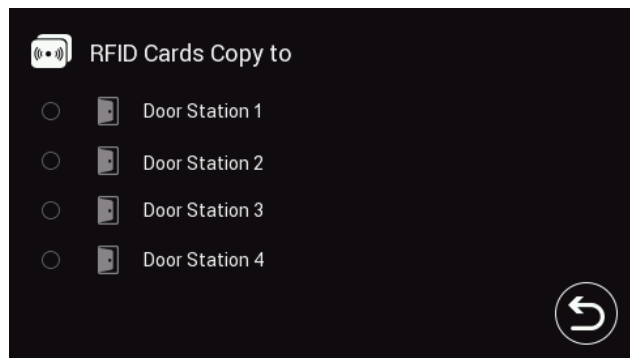 RFID Cards Copy to
Door Station 1
Door Station 2
Door Station 3
Door Station 4